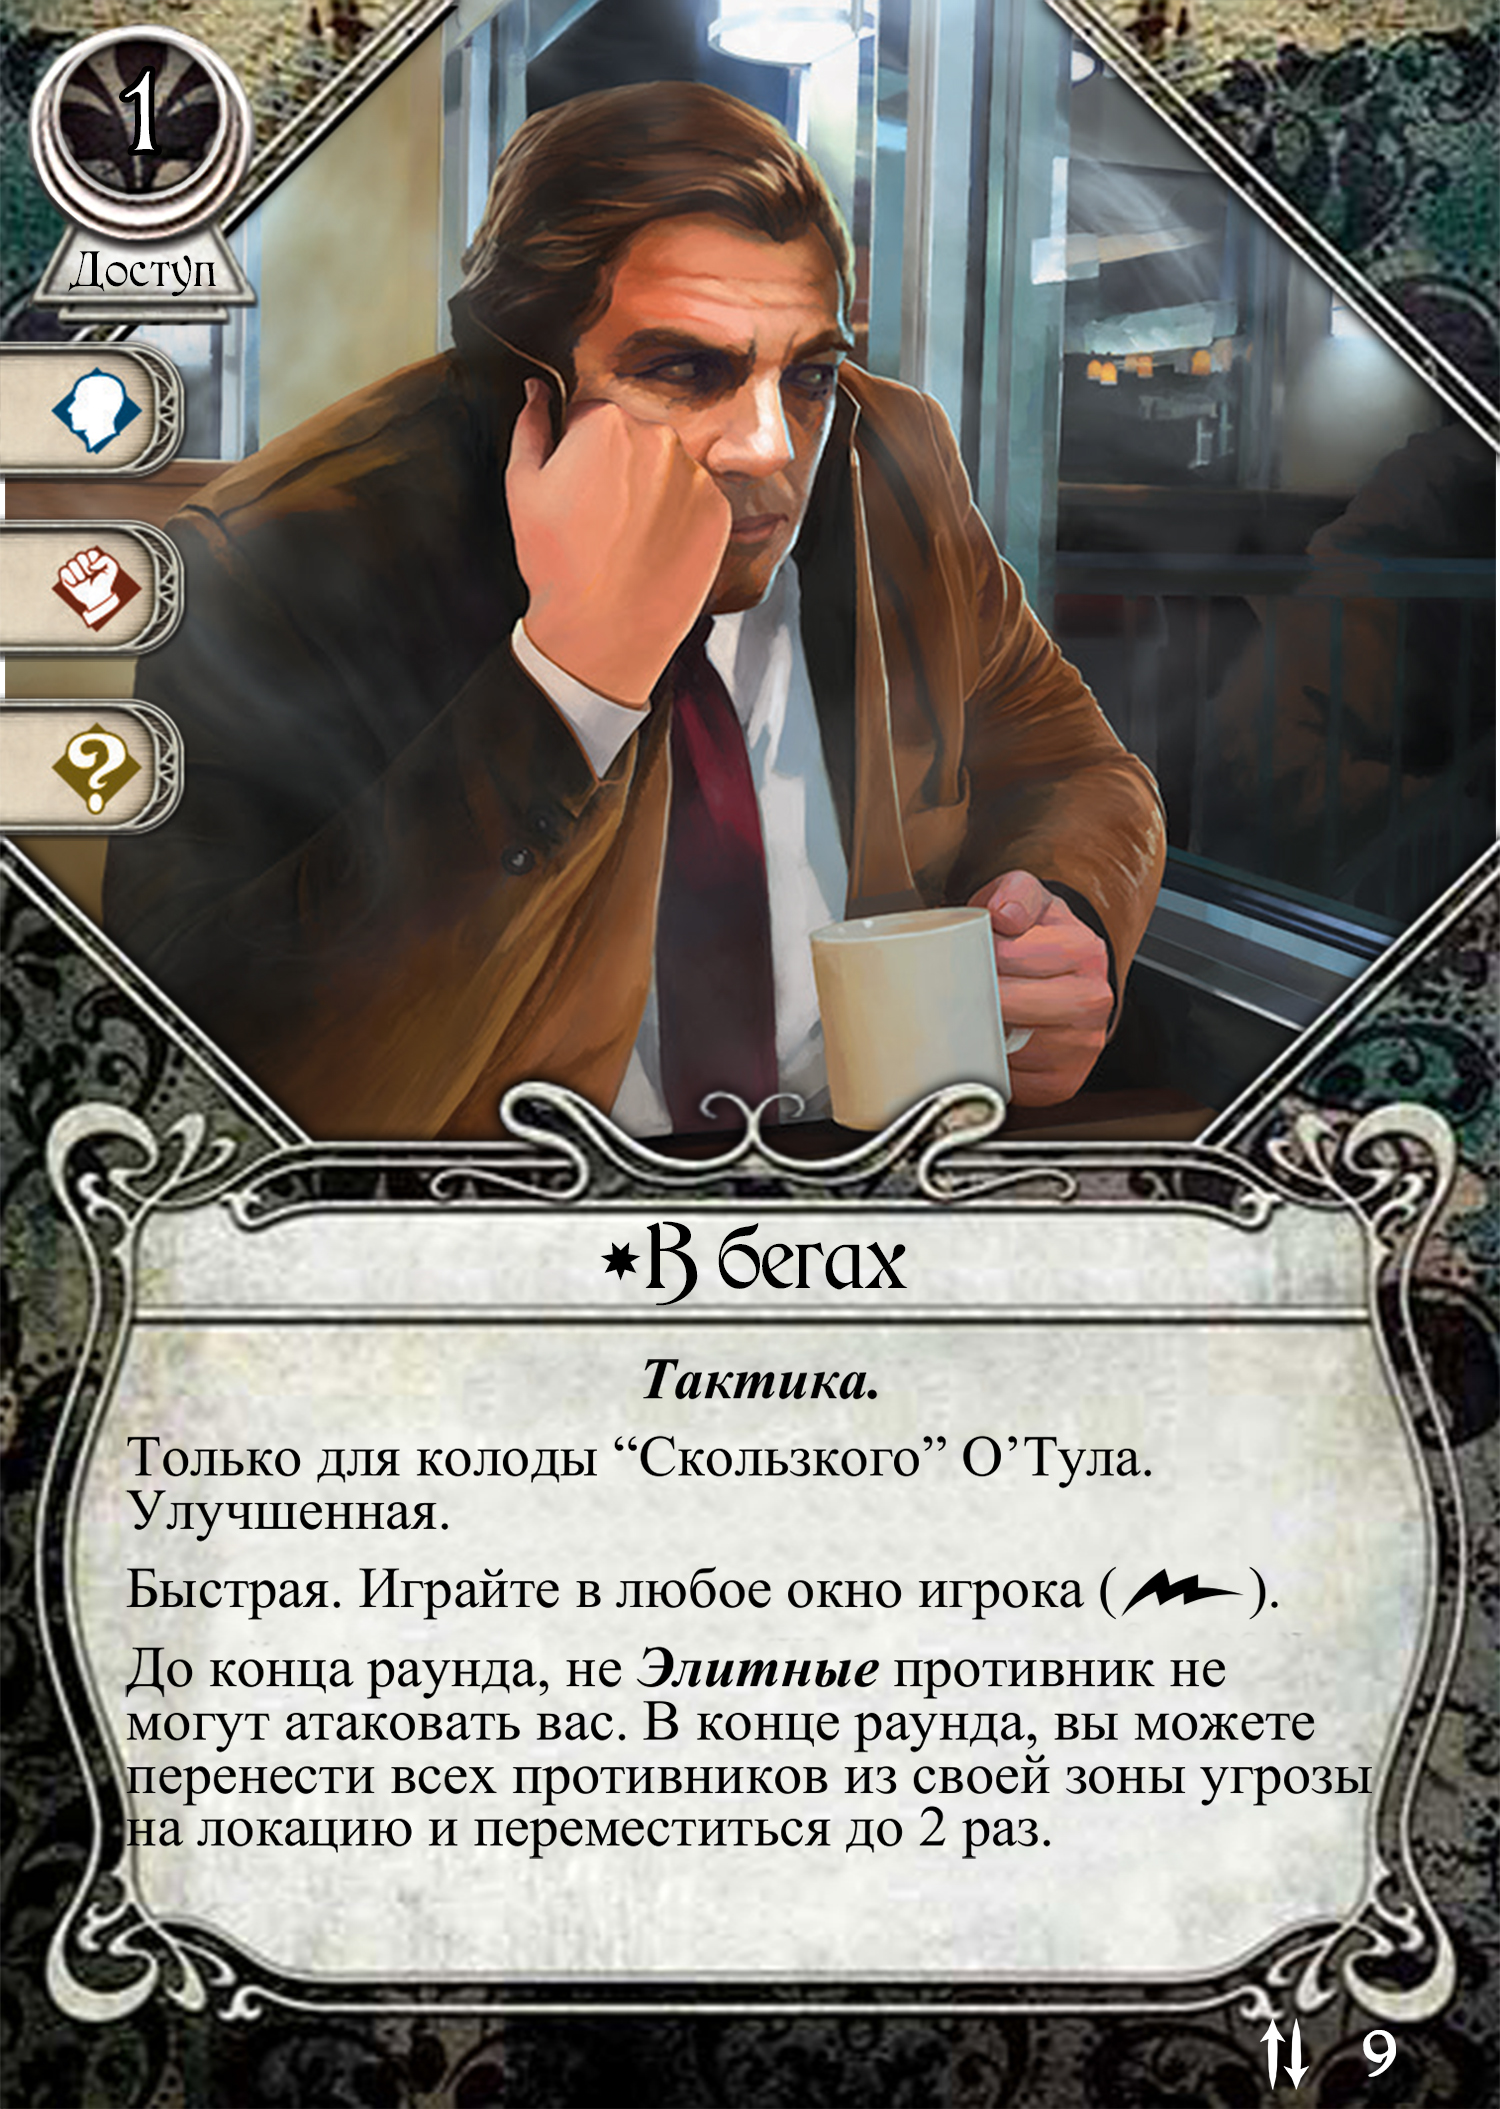 1
Доступ
В бегах
Тактика.
Только для колоды “Скользкого” О’Тула.
Улучшенная.
Быстрая. Играйте в любое окно игрока ( ).
До конца раунда, не Элитные противник не
могут атаковать вас. В конце раунда, вы можете
перенести всех противников из своей зоны угрозы
на локацию и переместиться до 2 раз.
9